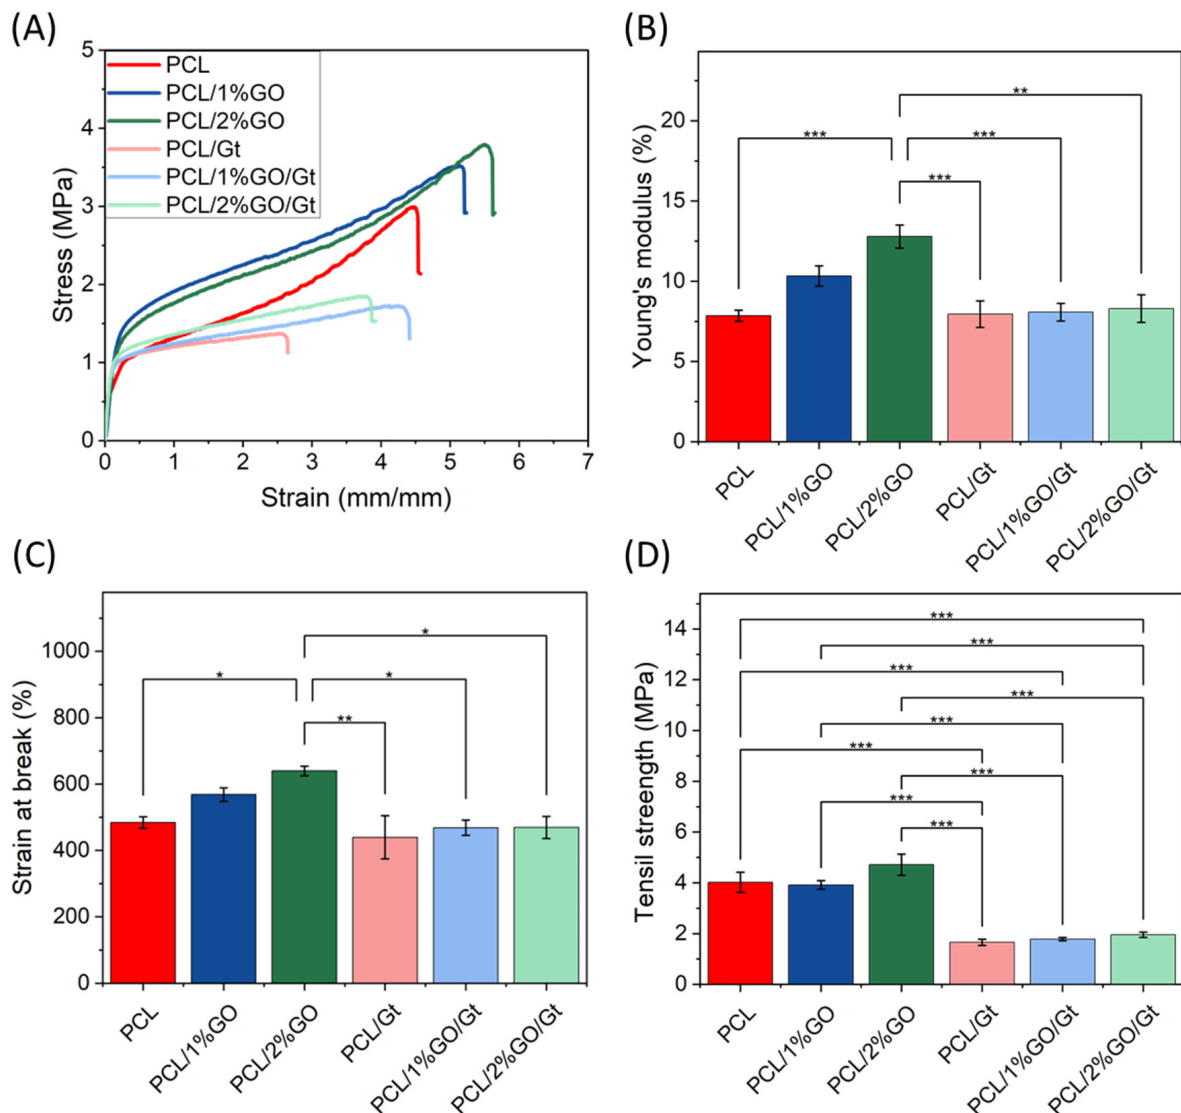 (A)
5
4
3
2
1
0
Stress (MPa)
PCL
PCL/1%GO
PCL/2%GO
PCL/Gt
PCL/1%GO/Gt
PCL/2%GO/Gt
0 1 2 3 4 5 6 7
Strain (mm/mm)
(B)
20
15
10
5
0
Young's modulus (%)
**
*** ***
***
PCL
PCL/1%GO
PCL/2%GO
PCL/Gt
PCL/1%GO/Gt
PCL/2%GO/Gt
(C)
1000
800
600
400
200
0
Strain at break (%)
*
* *
**
PCL
PCL/1%GO
PCL/2%GO
PCL/Gt
PCL/1%GO/Gt
PCL/2%GO/Gt
(D)
14
12
10
8
6
4
2
0
Tensil streength (MPa)
***
***
***
***
***
***
***
***
***
PCL
PCL/1%GO
PCL/2%GO
PCL/Gt
PCL/1%GO/Gt
PCL/2%GO/Gt